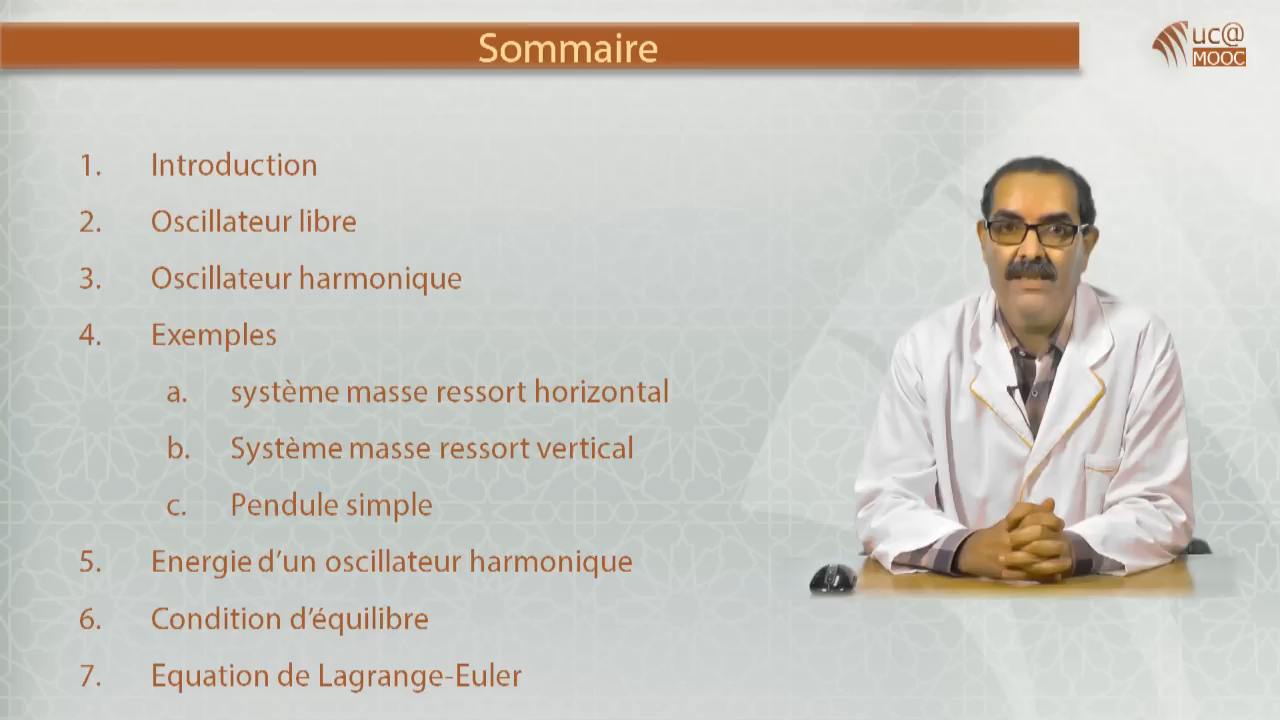 Sommaire
uc@
MOOC
1. Introduction
2. Oscillateur libre
3. Oscillateur harmonique
4. Exemples
a. système masse ressort horizontal
b. Système masse ressort vertical
c. Pendule simple
5. Energie d’un oscillateur harmonique
6. Condition d’équilibre
7. Equation de Lagrange-Euler